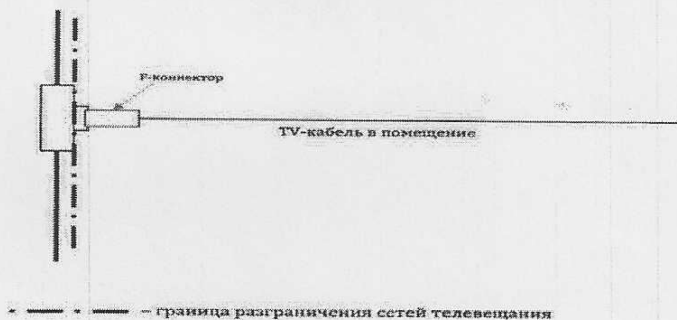 F-коннектор
TV-кабель в помещение
– граница разграничения сетей телевещания